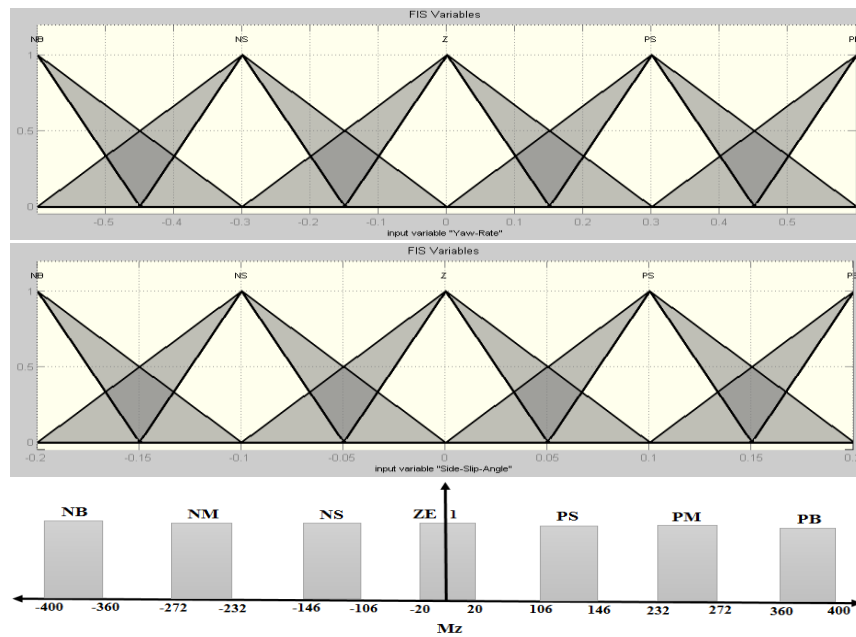 FIS Variables
NB NS Z PS PB
1
0.5
0
-0.5 -0.4 -0.3 -0.2 -0.1 0 0.1 0.2 0.3 0.4 0.5
input variable "Yaw-Rate"
FIS Variables
NB NS Z PS PB
1
0.5
0
-0.2 -0.15 -0.1 -0.05 0 0.05 0.1 0.15 0.2
input variable "Side-Slip-Angle"
NB NM NS ZE 1 PS PM PB
-400 -360 -272 -232 -146 -106 -20 20 106 146 232 272 360 400
Mz